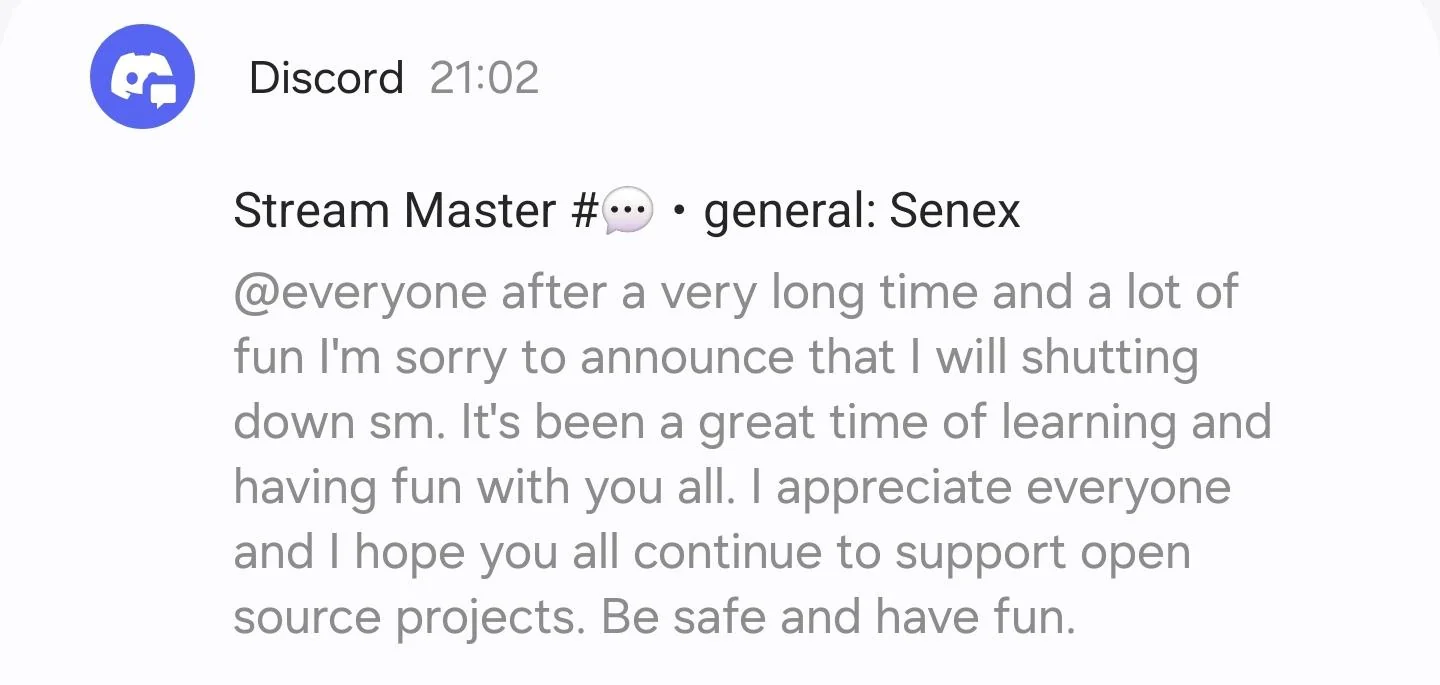 Discord 21:02
Stream Master #💬 • general: Senex
@everyone after a very long time and a lot of
fun I'm sorry to announce that I will shutting
down sm. It's been a great time of learning and
having fun with you all. I appreciate everyone
and I hope you all continue to support open
source projects. Be safe and have fun.